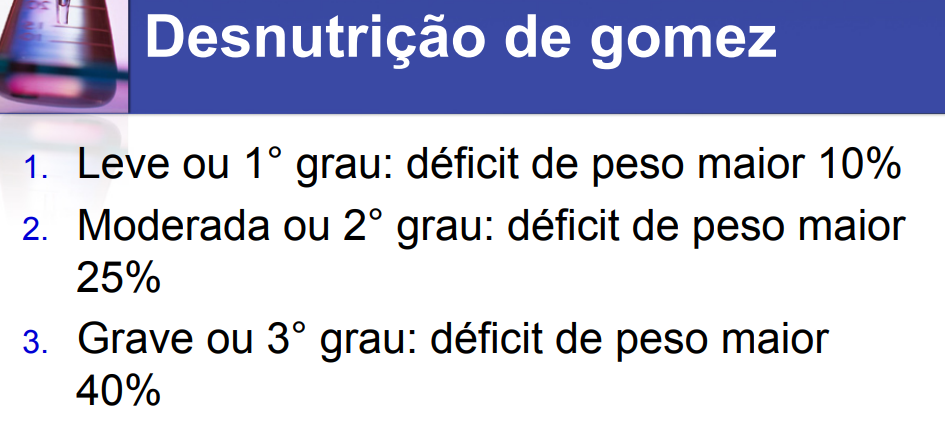 Desnutrição de gomez
1. Leve ou 1° grau: déficit de peso maior 10%
2. Moderada ou 2° grau: déficit de peso maior
25%
3. Grave ou 3° grau: déficit de peso maior
40%